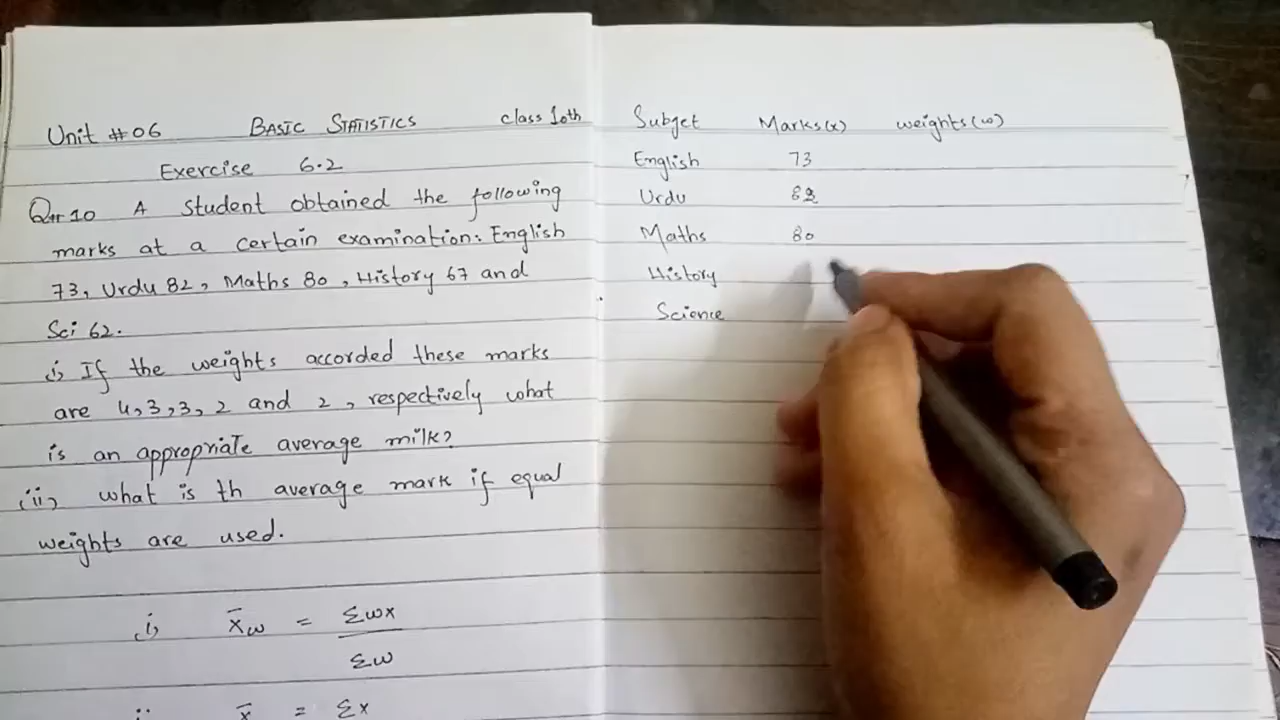 Unit #06 BASIC STATISTICS class 10th
Exercise 6.2
Q#10 A student obtained the following
marks at a certain examination: English
73, Urdu 82, Maths 80, History 67 and
Sci 62.
i, If the weights accorded these marks
are 4,3,3,2 and 2, respectively what
is an appropriate average milk?
(ii, what is th average mark if equal
weights are used.
i, x̄w = Σwx
Σw
ii x̄ = Σx
Subjet Marks(x) weights(w)
English 73
Urdu 82
Maths 80
History
Science